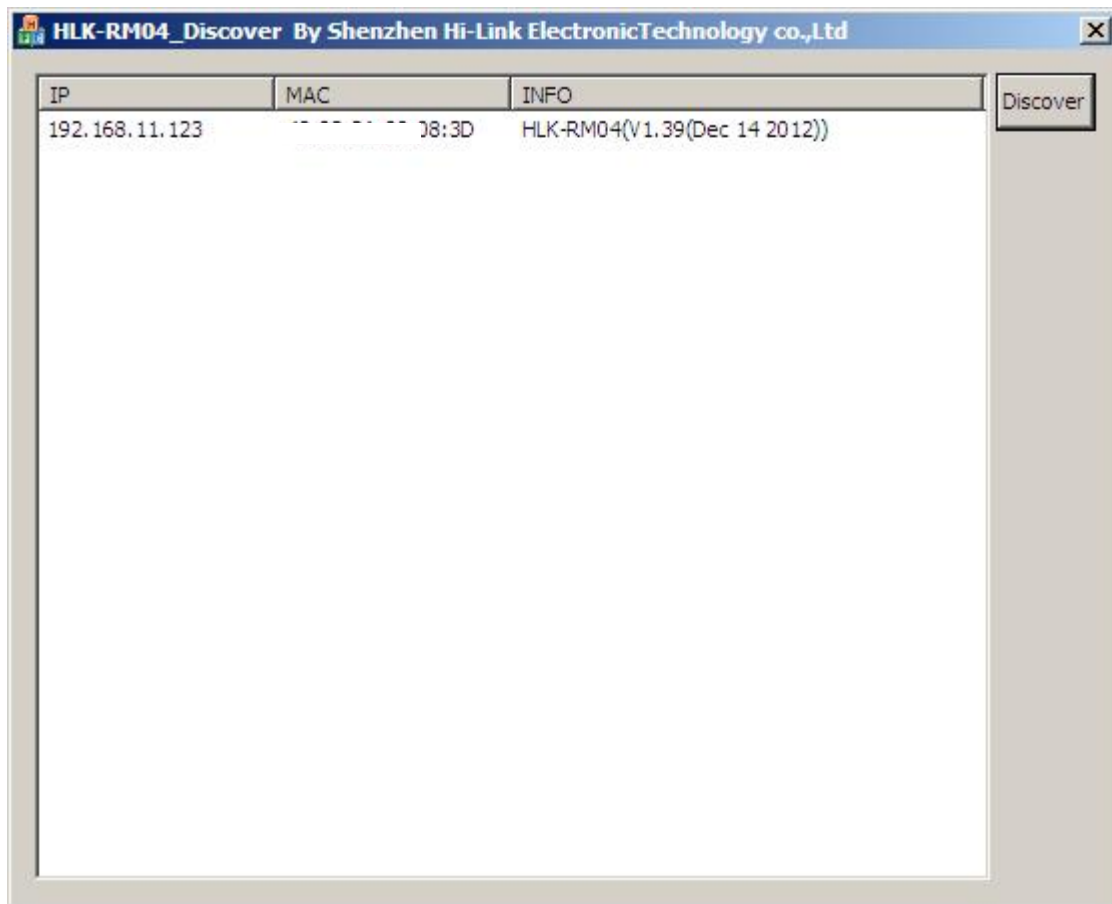 HLK-RM04_Discover By Shenzhen Hi-Link ElectronicTechnology co.,Ltd
IP MAC INFO
Discover
192.168.11.123 08:3D HLK-RM04(V1.39(Dec 14 2012))